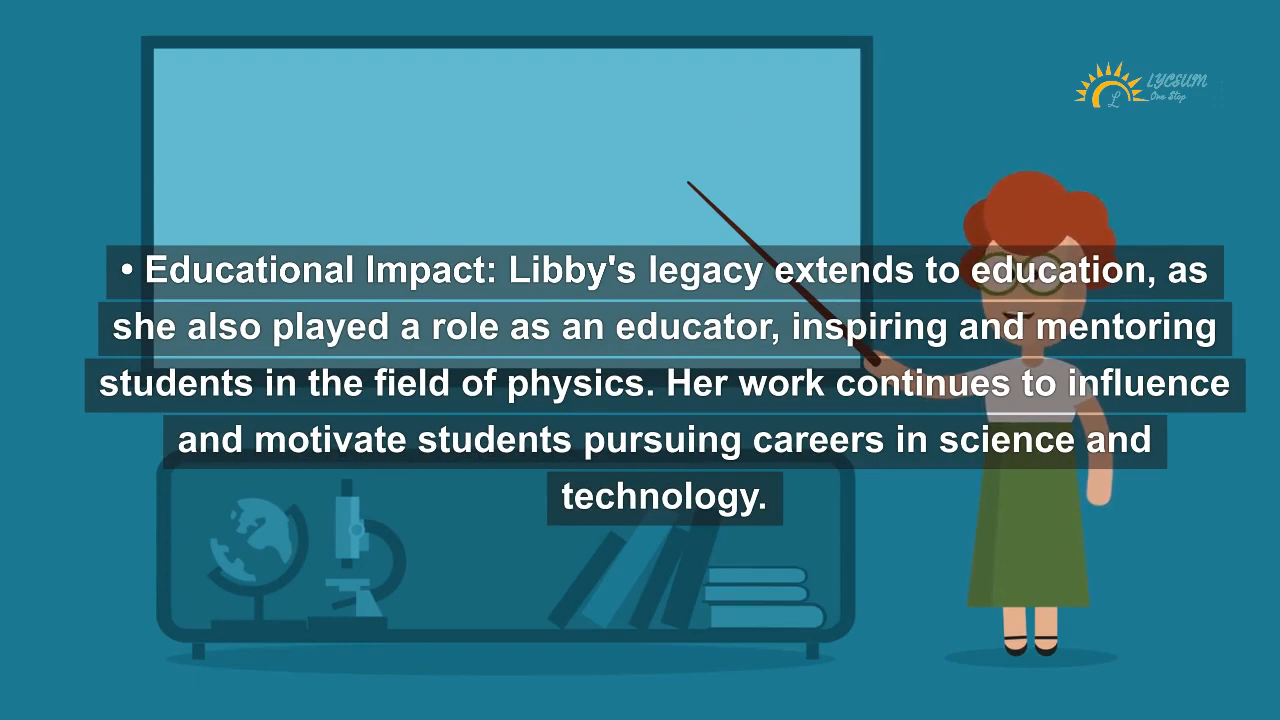 LYCSUM
One Stop
L
• Educational Impact: Libby's legacy extends to education, as
she also played a role as an educator, inspiring and mentoring
students in the field of physics. Her work continues to influence
and motivate students pursuing careers in science and
technology.